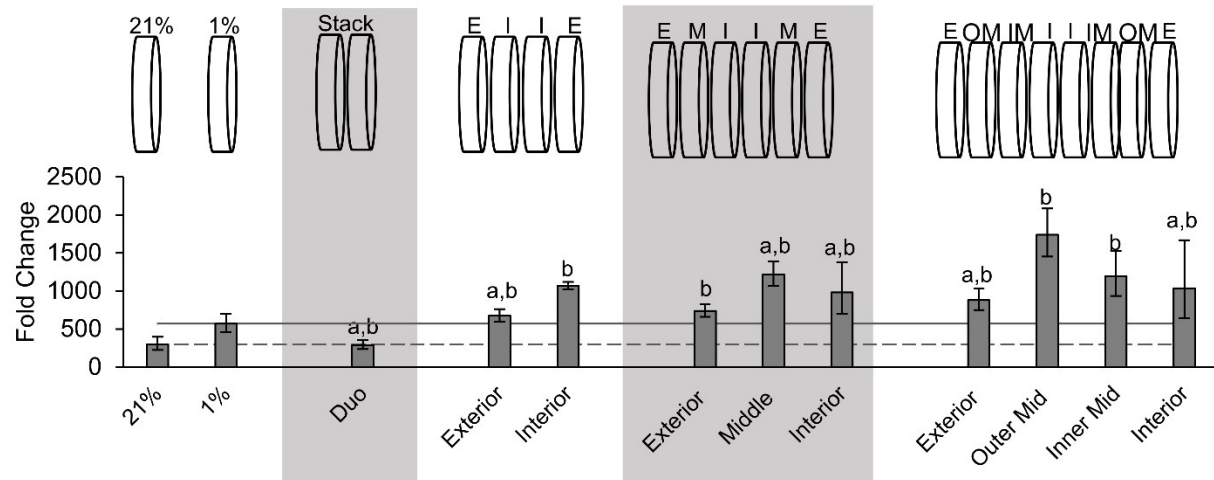 21% 1% Stack E I I E E M I I M E E OM IM I I IM OM E
2500
2000
1500
1000
500
0
Fold Change
a,b
a,b
b
b
a,b
a,b
a,b
b
b
a,b
21%
1%
Duo
Exterior
Interior
Exterior
Middle
Interior
Exterior
Outer Mid
Inner Mid
Interior